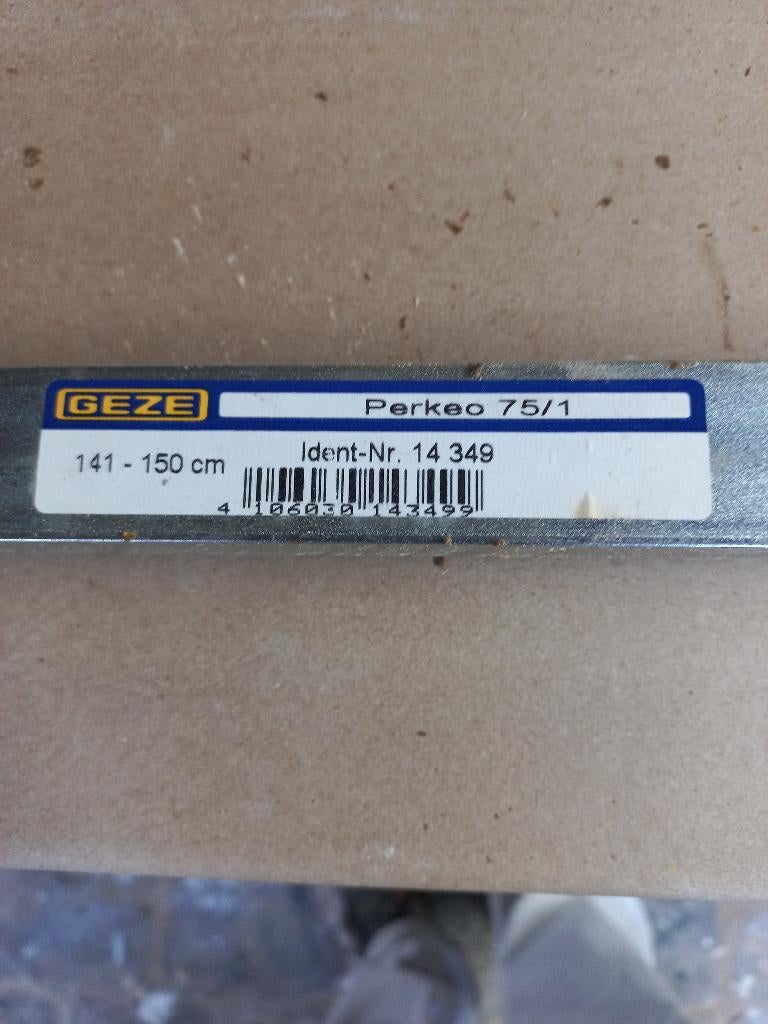 GEZE
Perkeo 75/1
141 - 150 cm
Ident-Nr. 14 349
4 106030 143499